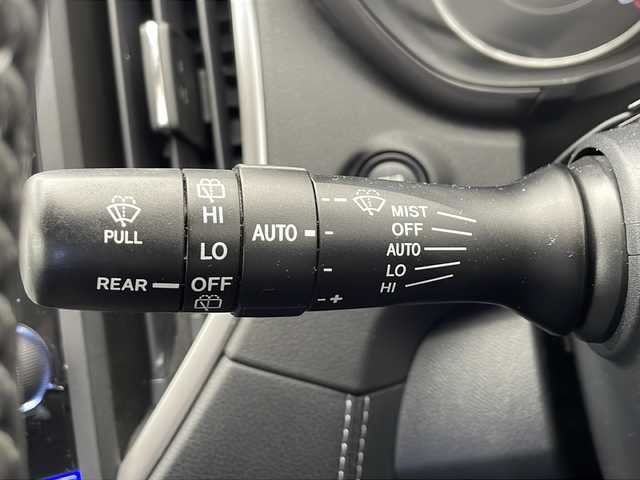 PULL
REAR
HI
LO
OFF
AUTO
- -
-
-
- +
MIST
OFF
AUTO
LO
HI